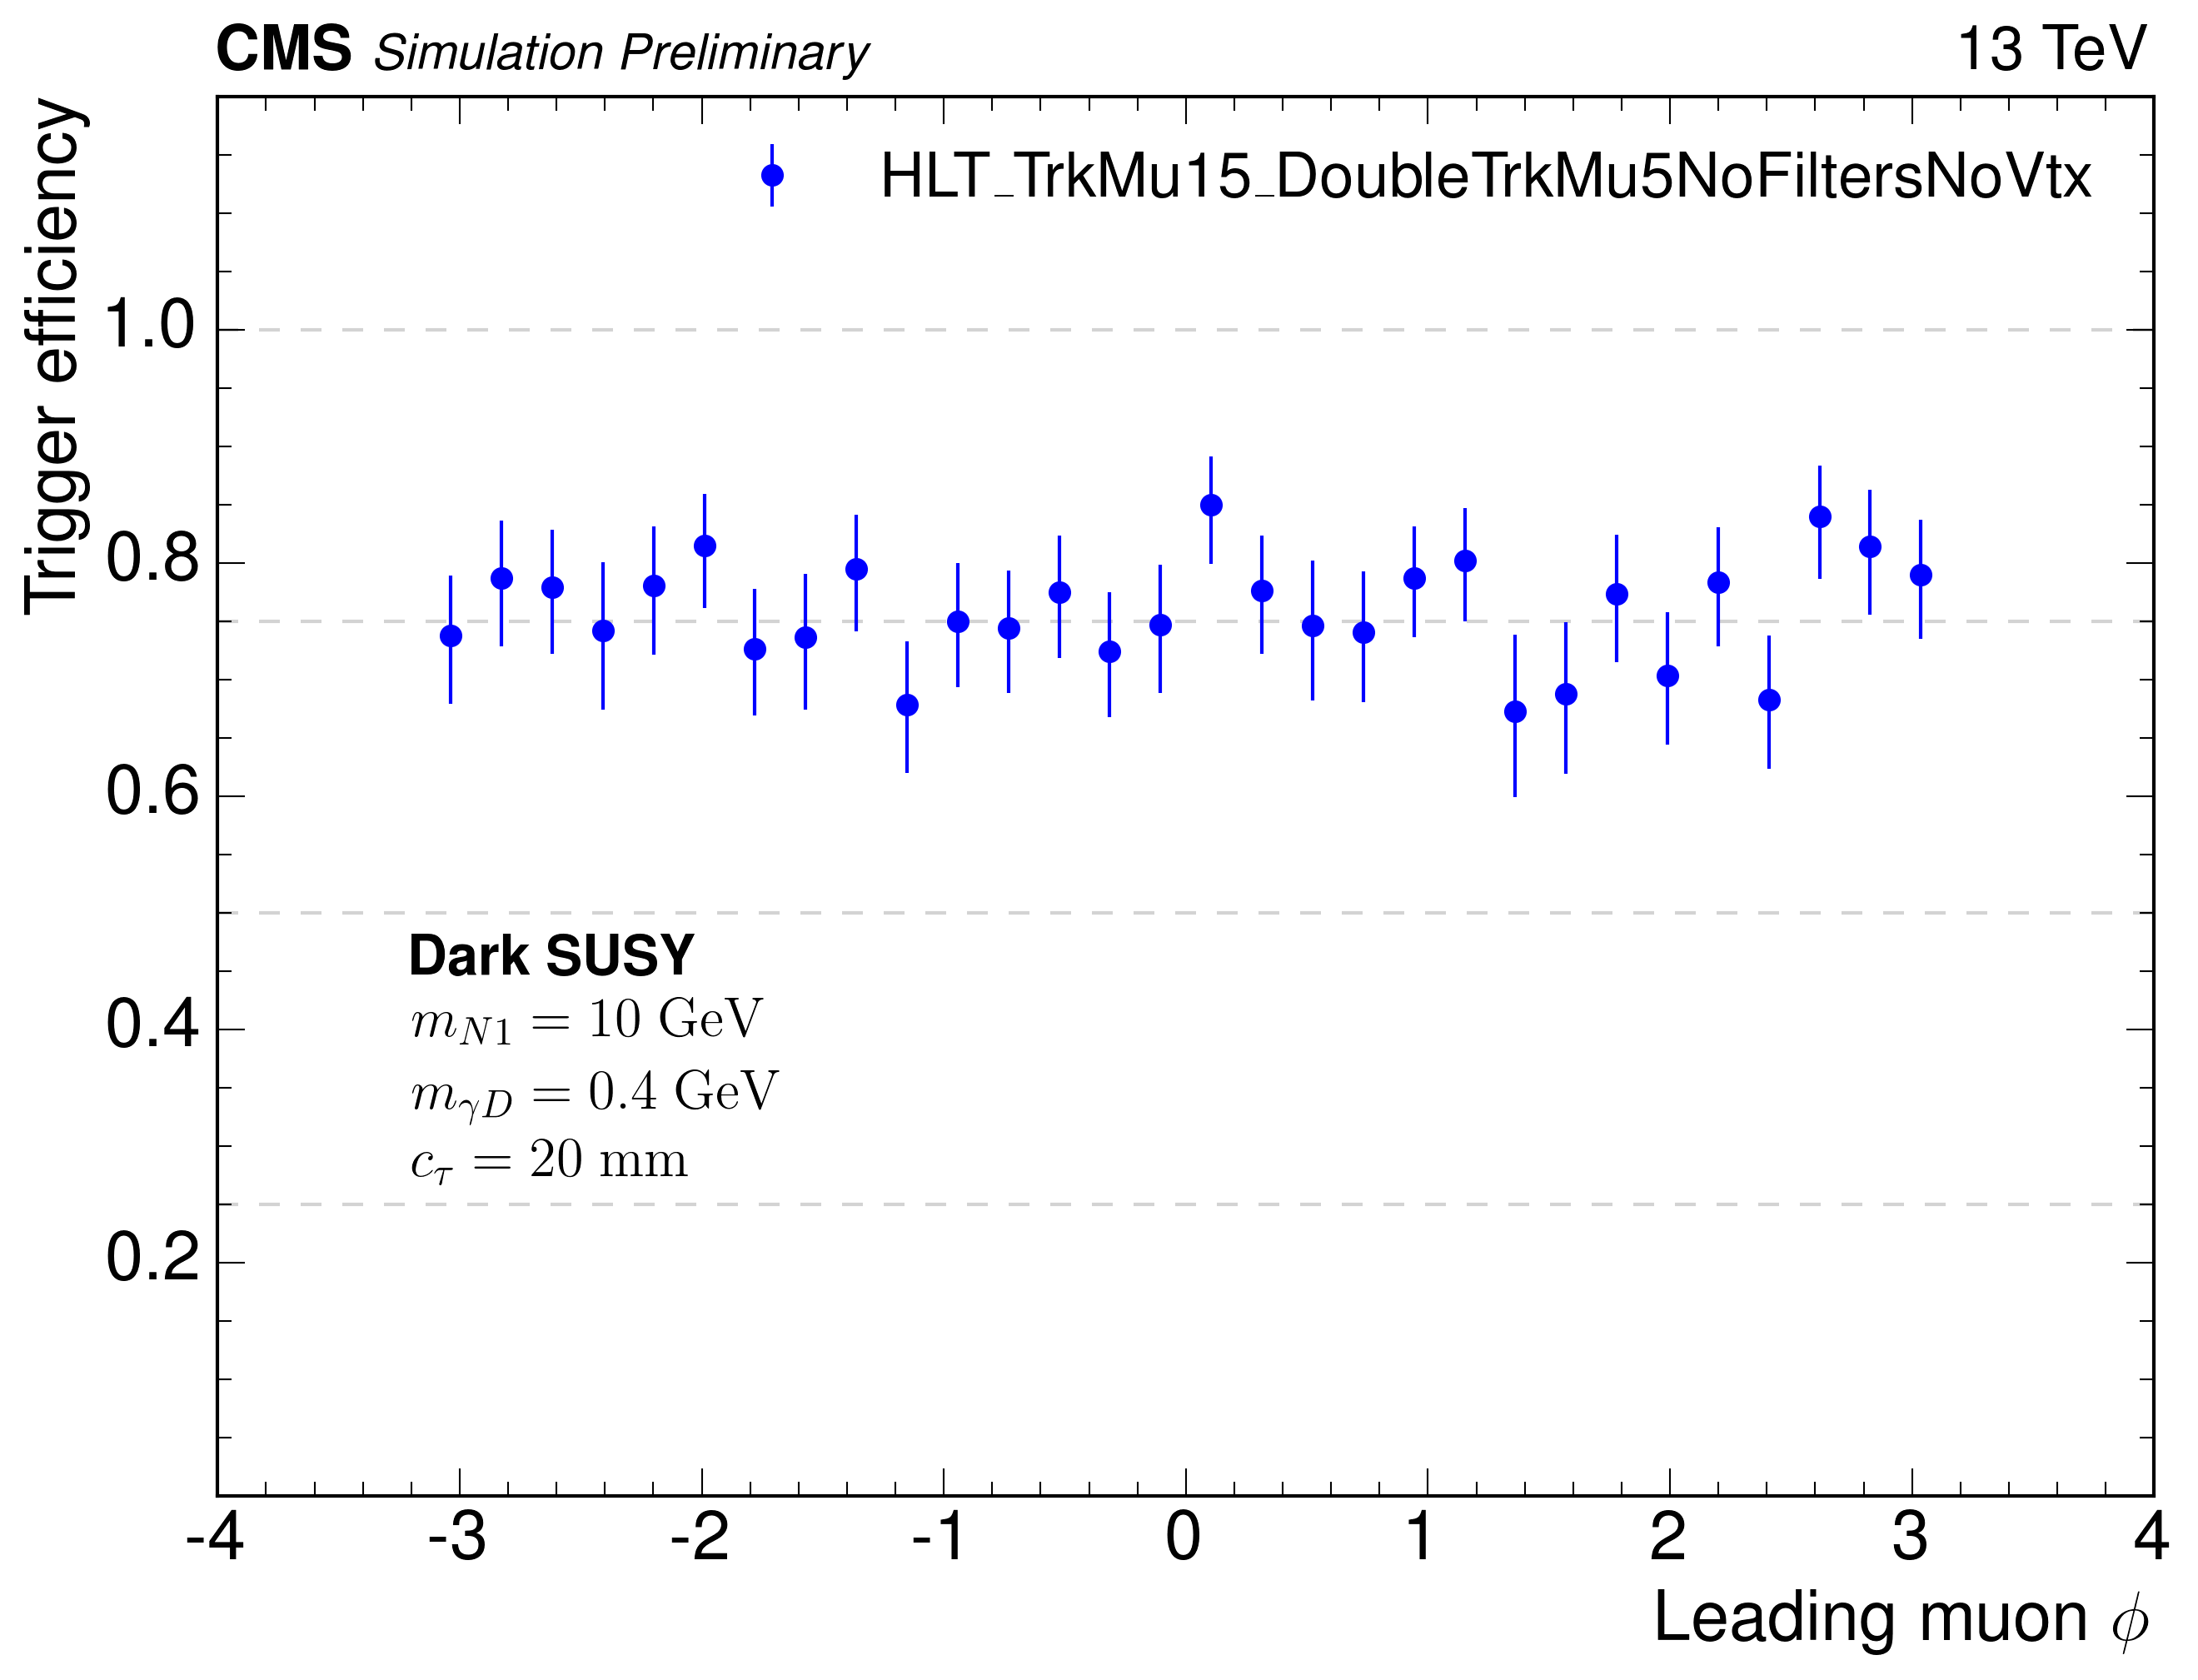 CMS Simulation Preliminary 13 TeV
Trigger efficiency
HLT_TrkMu15_DoubleTrkMu5NoFiltersNoVtx
1.0
0.8
0.6
0.4
0.2
Dark SUSY
m_{N1} = 10 GeV
m_{γD} = 0.4 GeV
c_τ = 20 mm
-4 -3 -2 -1 0 1 2 3 4
Leading muon ϕ